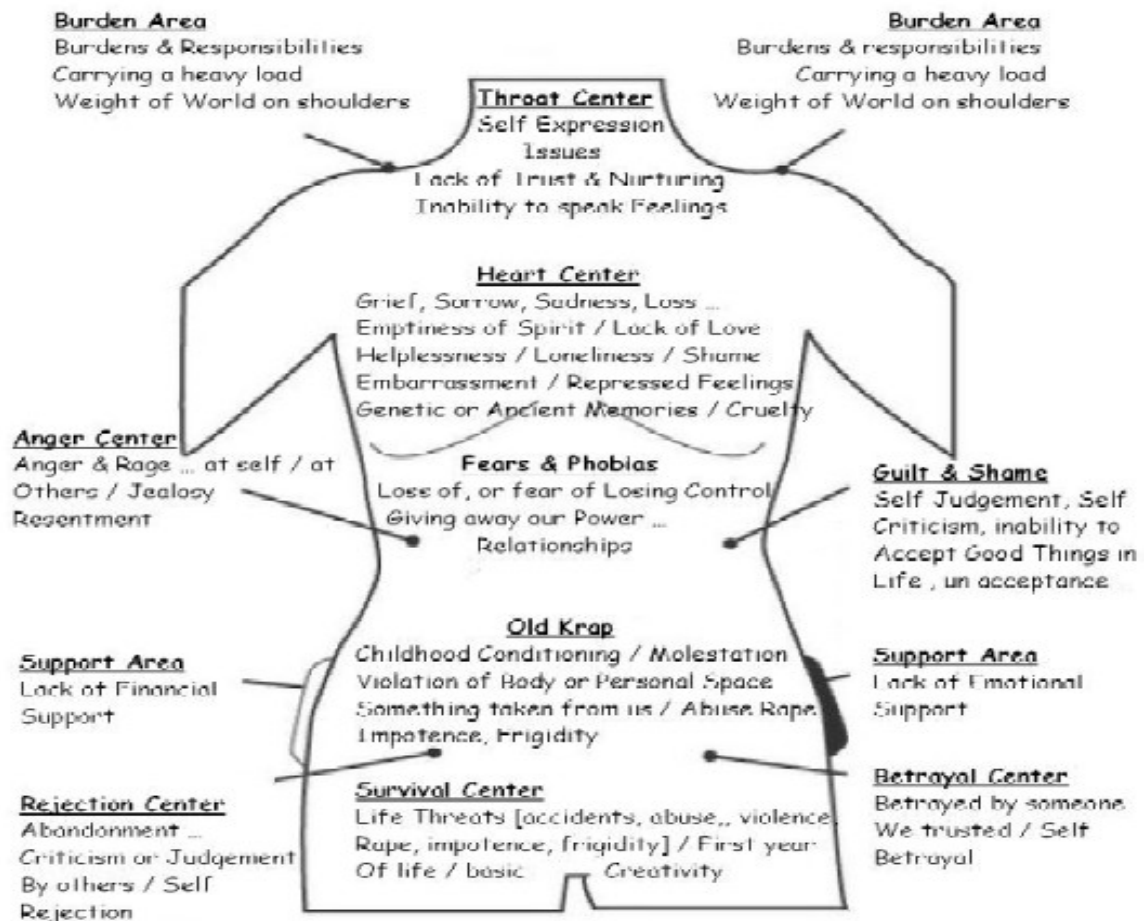 Burden Area
Burdens & Responsibilities
Carrying a heavy load
Weight of World on shoulders
Burden Area
Burdens & responsibilities
Carrying a heavy load
Weight of World on shoulders
Throat Center
Self Expression
Issues
Lack of Trust & Nurturing
Inability to speak Feelings
Heart Center
Grief, Sorrow, Sadness, Loss ...
Emptiness of Spirit / Lack of Love
Helplessness / Loneliness / Shame
Embarrassment / Repressed Feelings
Genetic or Ancient Memories / Cruelty
Anger Center
Anger & Rage ... at self / at
Others / Jealosy
Resentment
Fears & Phobias
Loss of, or fear of Losing Control
Giving away our Power ...
Relationships
Guilt & Shame
Self Judgement, Self
Criticism, inability to
Accept Good Things in
Life , un acceptance
Old Krap
Childhood Conditioning / Molestation
Violation of Body or Personal Space
Something taken from us / Abuse Rape
Impotence, Frigidity
Support Area
Lack of Financial
Support
Support Area
Lack of Emotional
Support
Rejection Center
Abandonment ...
Criticism or Judgement
By others / Self
Rejection
Survival Center
Life Threats [accidents, abuse,, violence,
Rape, impotence, frigidity] / First year
Of life / basic Creativity
Betrayal Center
Betrayed by someone
We trusted / Self
Betrayal